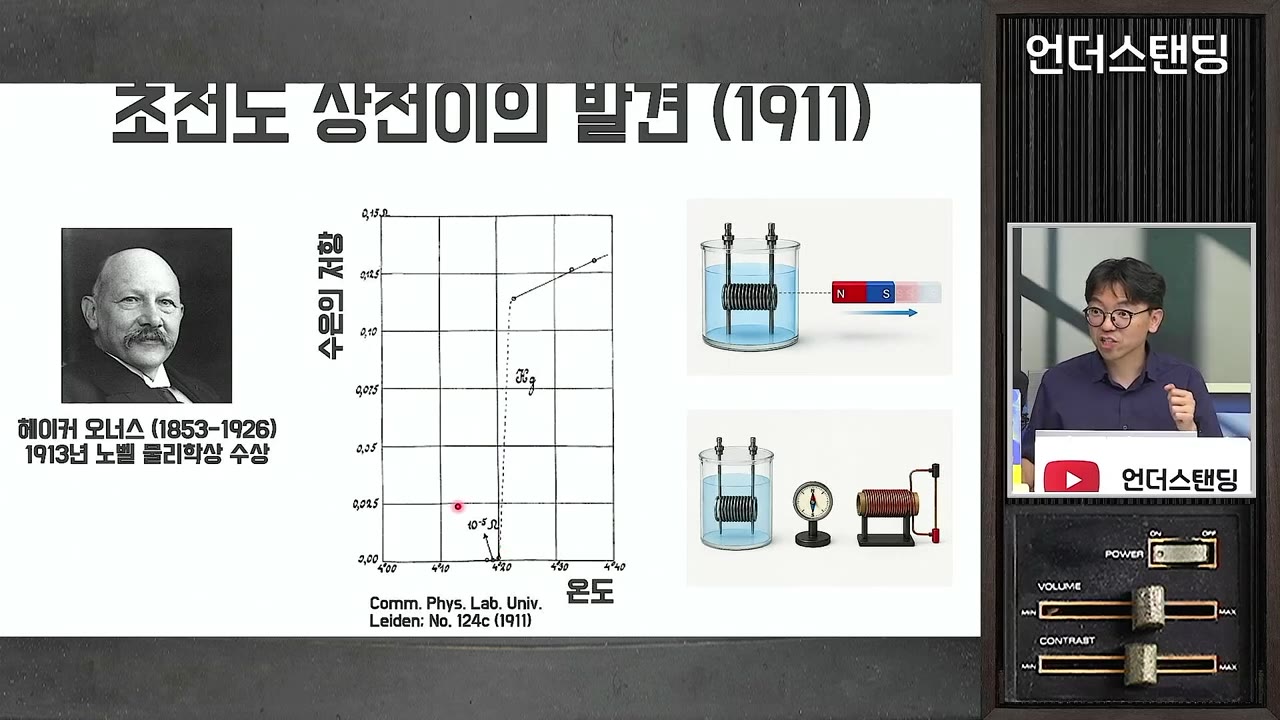 초전도 상전이의 발견 (1911)
언더스탠딩
헤이커 오너스 (1853-1926)
1913년 노벨 물리학상 수상
수은의 저항
0,15 Ω
0,125
0,10
0,075
0,025
0,00
Hg
10⁻⁵ Ω
4°00
4°10
4°20
4°30
4°40
온도
Comm. Phys. Lab. Univ.
Leiden; No. 124c (1911)
N S
언더스탠딩
ON OFF
POWER
VOLUME
MIN MAX
CONTRAST
MIN MAX